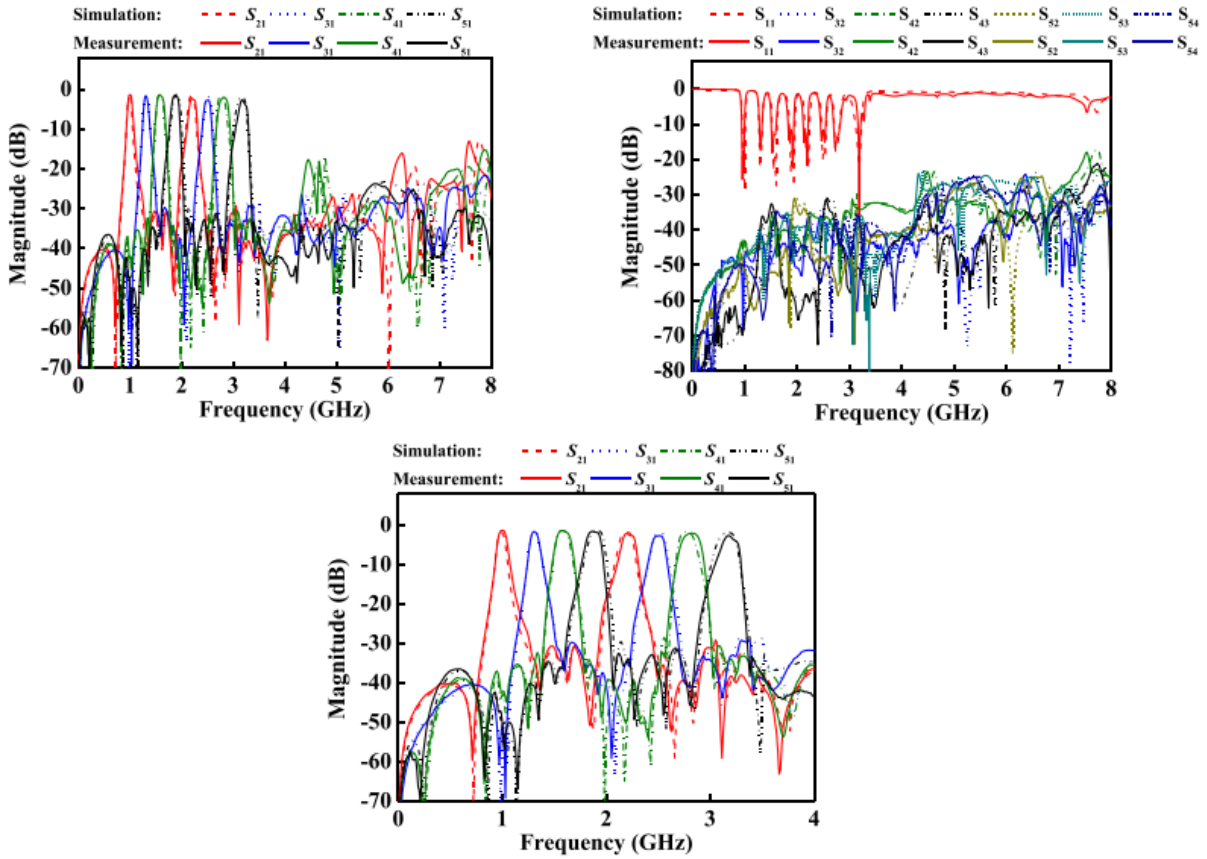 Simulation: S21 S31 S41 S51
Measurement: S21 S31 S41 S51
0
-10
-20
-30
-40
-50
-60
-70
Magnitude (dB)
0 1 2 3 4 5 6 7 8
Frequency (GHz)
Simulation: S11 S32 S42 S43 S52 S53 S54
Measurement: S11 S32 S42 S43 S52 S53 S54
0
-10
-20
-30
-40
-50
-60
-70
-80
Magnitude (dB)
0 1 2 3 4 5 6 7 8
Frequency (GHz)
Simulation: S21 S31 S41 S51
Measurement: S21 S31 S41 S51
0
-10
-20
-30
-40
-50
-60
-70
Magnitude (dB)
0 1 2 3 4
Frequency (GHz)